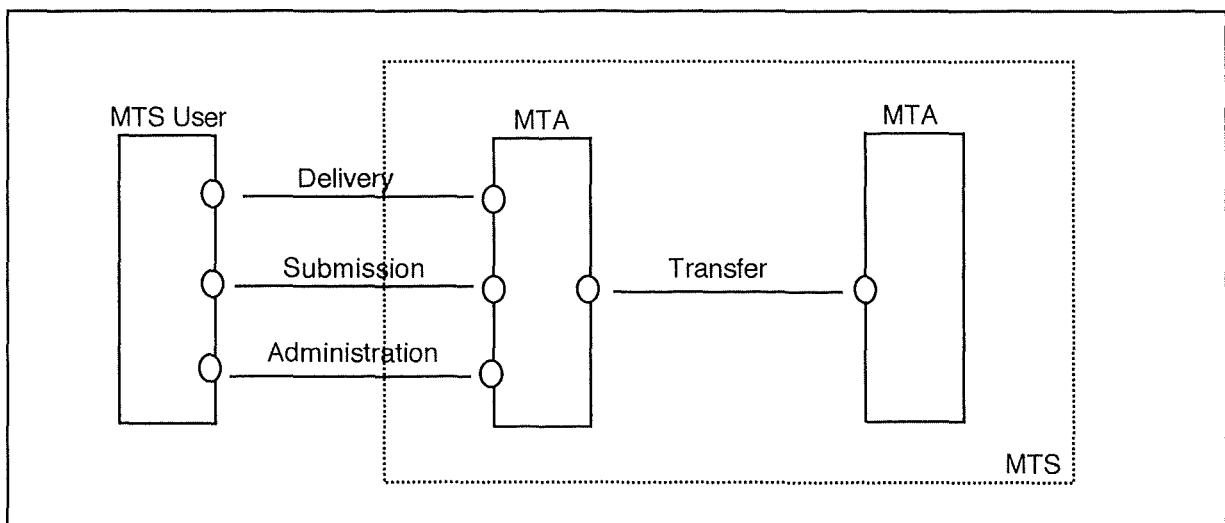 MTS User
MTA
MTA
Delivery
Submission
Transfer
Administration
MTS